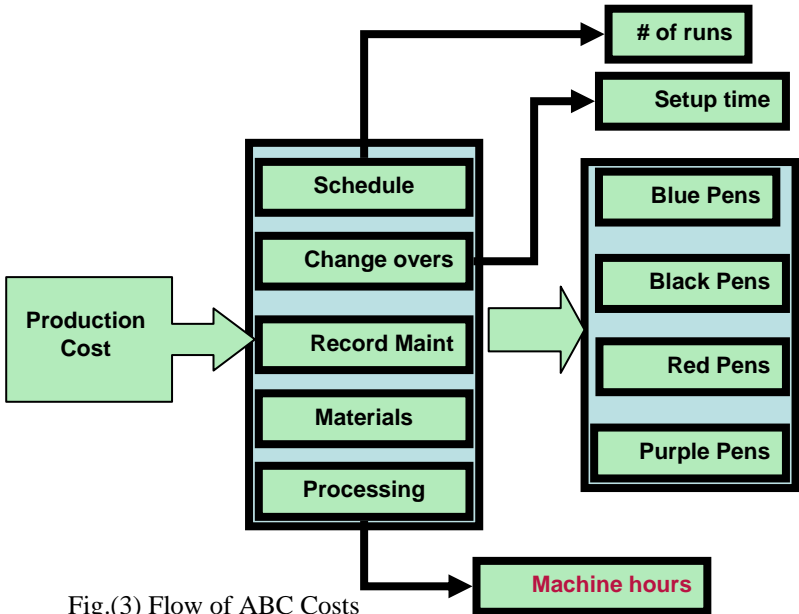 # of runs
Setup time
Schedule
Change overs
Record Maint
Materials
Processing
Production
Cost
Blue Pens
Black Pens
Red Pens
Purple Pens
Machine hours
Fig.(3) Flow of ABC Costs